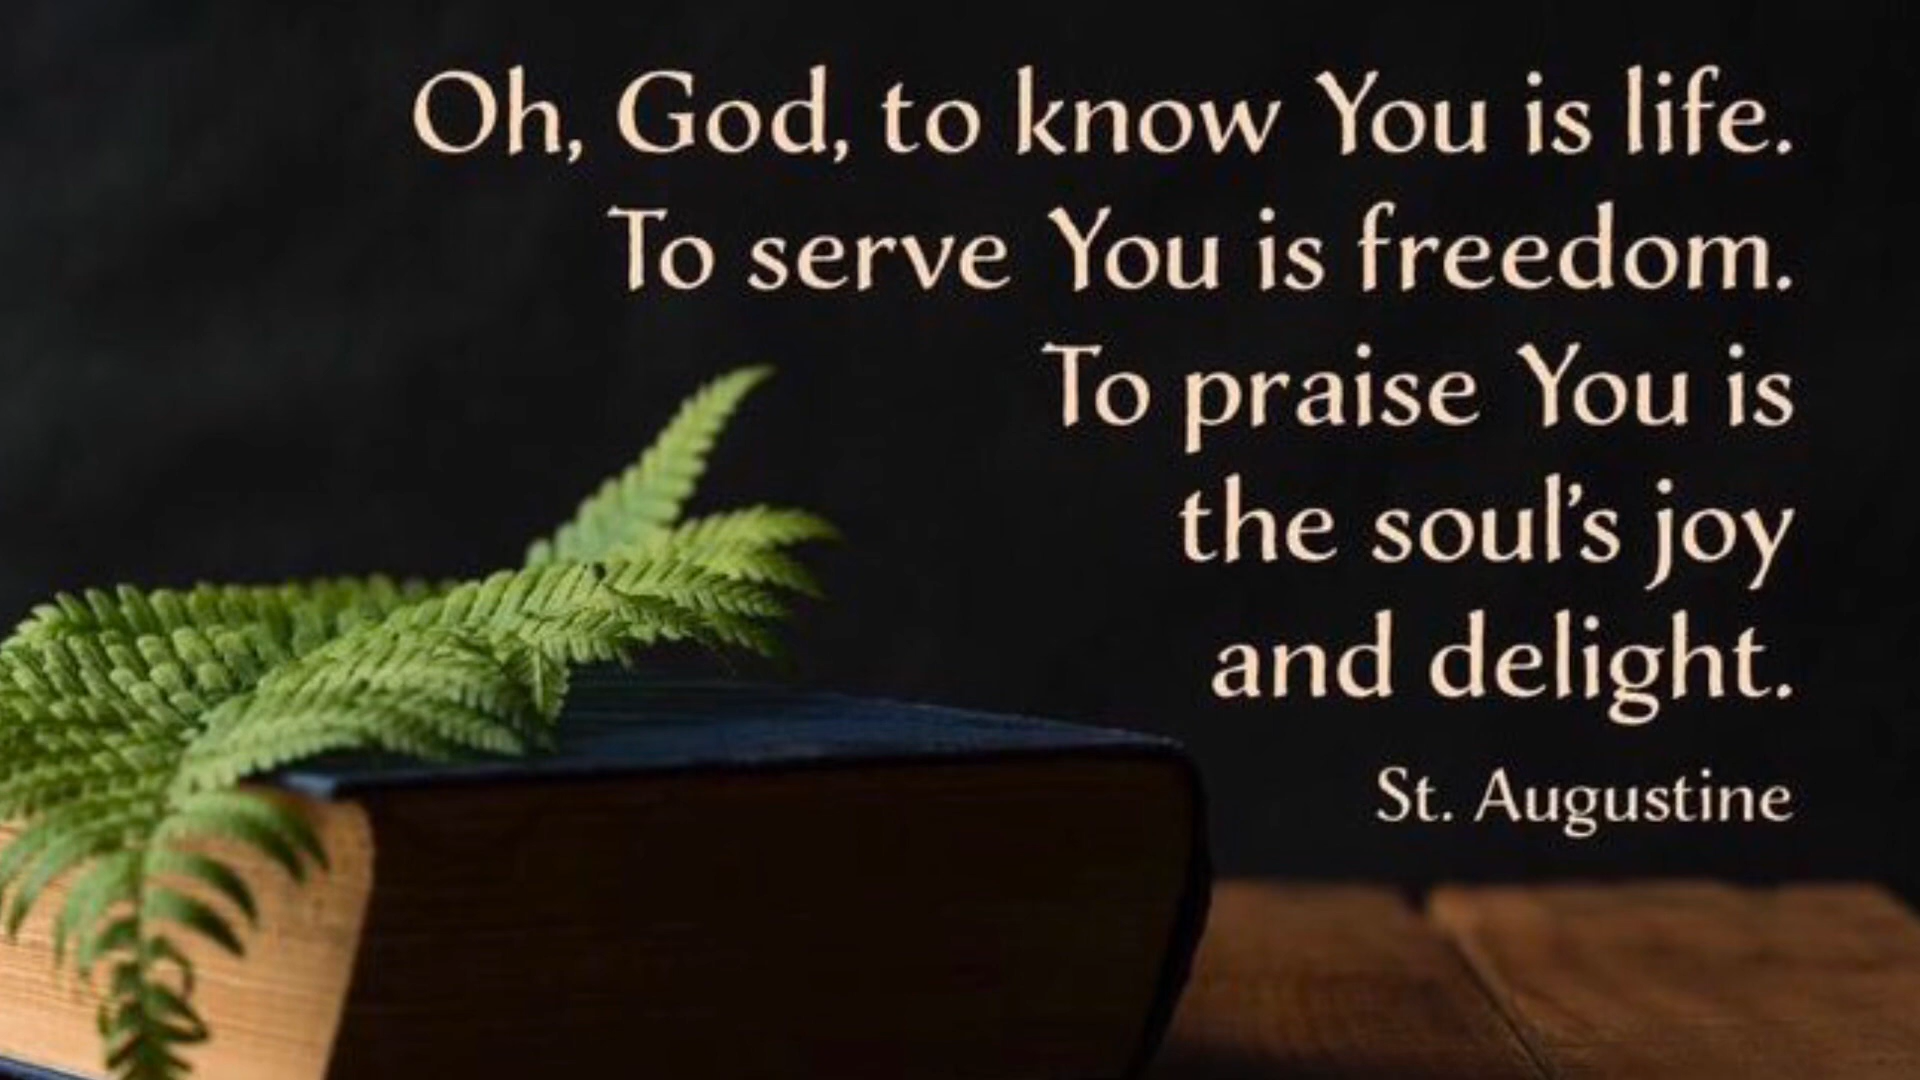 Oh, God, to know You is life.
To serve You is freedom.
To praise You is
the soul’s joy
and delight.
St. Augustine